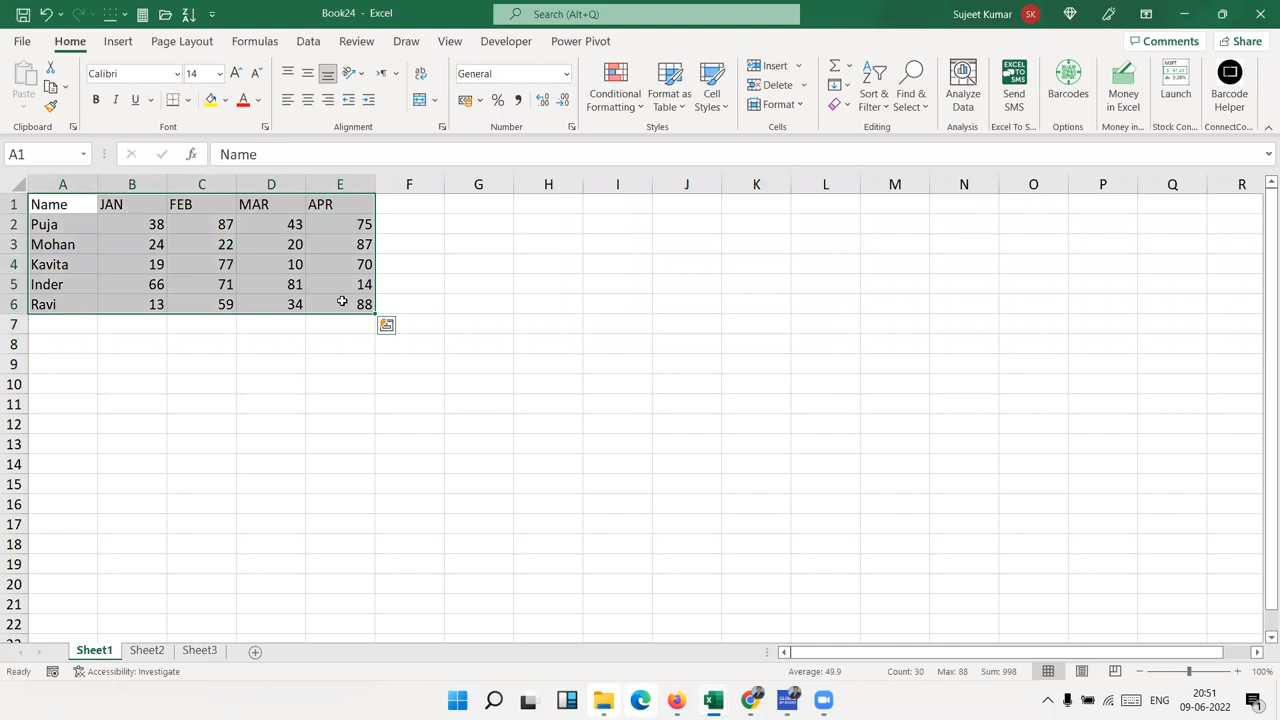 Book24 - Excel
Search (Alt+Q)
Sujeet Kumar
SK
File Home Insert Page Layout Formulas Data Review View Draw Developer Power Pivot
Comments Share
Paste
Calibri 14
B I U
General
Conditional Formatting
Format as Table
Cell Styles
Insert
Delete
Format
Sort & Filter
Find & Select
Analyze Data
Send SMS
Barcodes
Money in Excel
Launch
Barcode Helper
Clipboard Font Alignment Number Styles Cells Editing Analysis Excel To S... Options Money in... Stock Con... ConnectCo...
A1 fx Name
A B C D E F G H I J K L M N O P Q R
1 Name JAN FEB MAR APR
2 Puja 38 87 43 75
3 Mohan 24 22 20 87
4 Kavita 19 77 10 70
5 Inder 66 71 81 14
6 Ravi 13 59 34 88
7
8
9
10
11
12
13
14
15
16
17
18
19
20
21
22
Sheet1 Sheet2 Sheet3
Ready Accessibility: Investigate Average: 49.9 Count: 30 Max: 88 Sum: 998 100%
ENG
20:51
09-06-2022